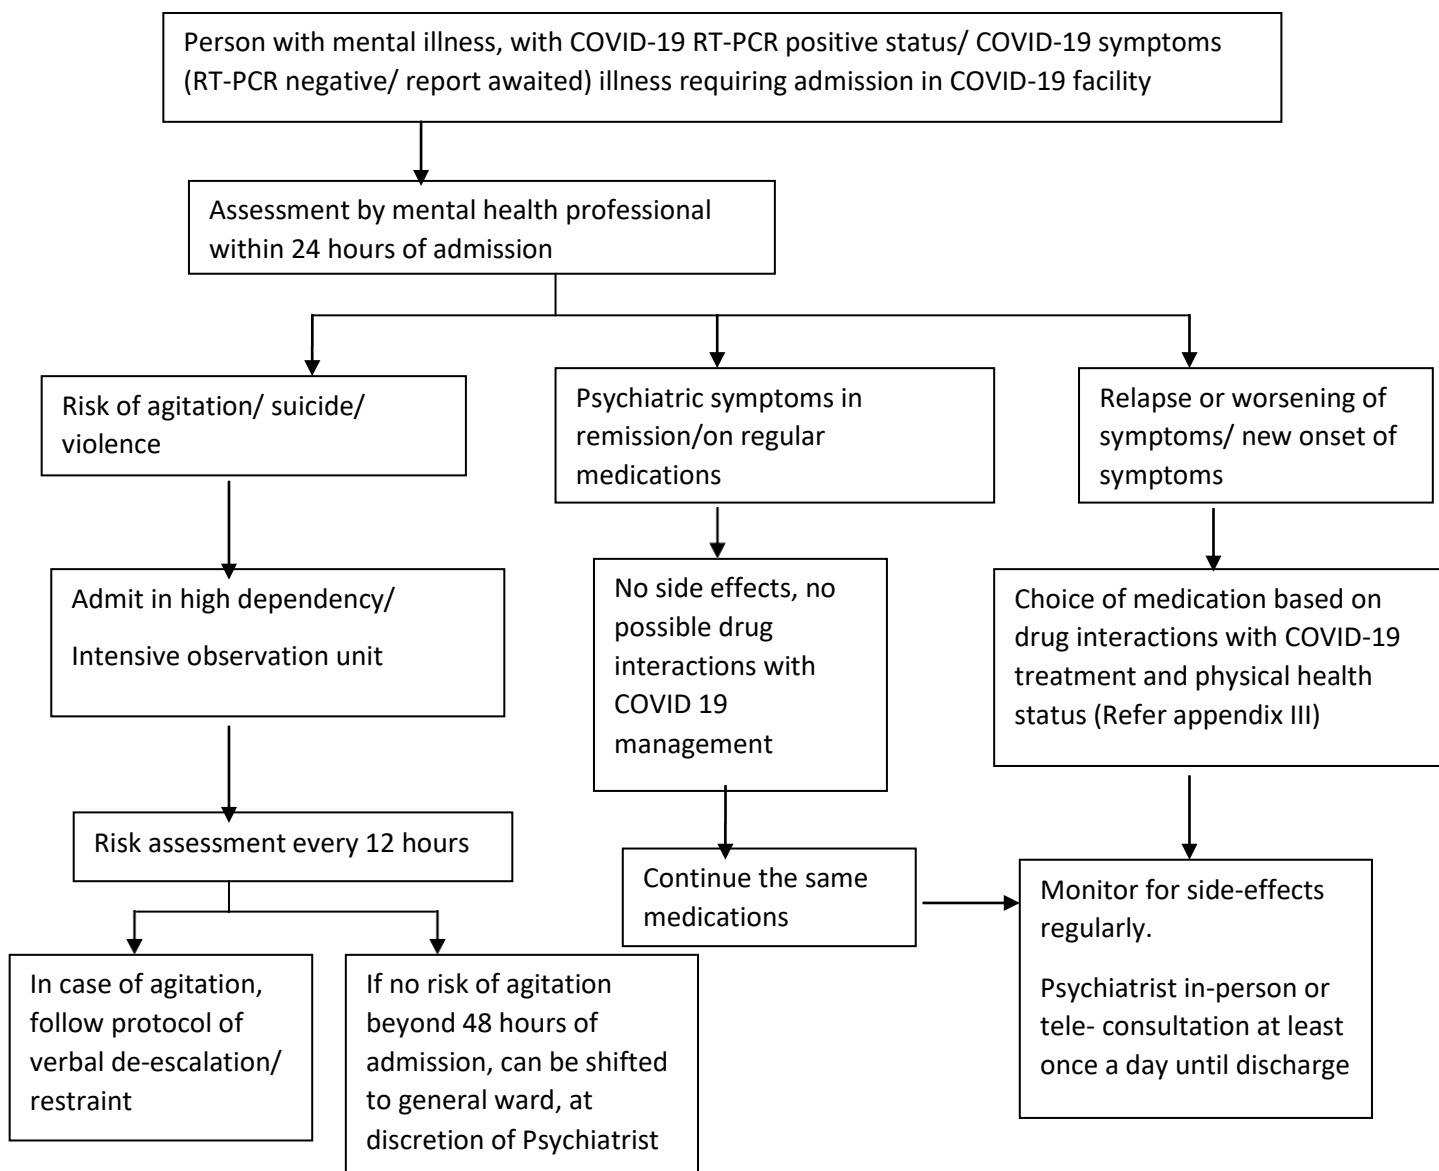 Person with mental illness, with COVID-19 RT-PCR positive status/ COVID-19 symptoms
(RT-PCR negative/ report awaited) illness requiring admission in COVID-19 facility
Assessment by mental health professional
within 24 hours of admission
Risk of agitation/ suicide/
violence
Psychiatric symptoms in
remission/on regular
medications
Relapse or worsening of
symptoms/ new onset of
symptoms
Admit in high dependency/
Intensive observation unit
No side effects, no
possible drug
interactions with
COVID 19
management
Choice of medication based on
drug interactions with COVID-19
treatment and physical health
status (Refer appendix III)
Risk assessment every 12 hours
Continue the same
medications
Monitor for side-effects
regularly.
Psychiatrist in-person or
tele- consultation at least
once a day until discharge
In case of agitation,
follow protocol of
verbal de-escalation/
restraint
If no risk of agitation
beyond 48 hours of
admission, can be shifted
to general ward, at
discretion of Psychiatrist